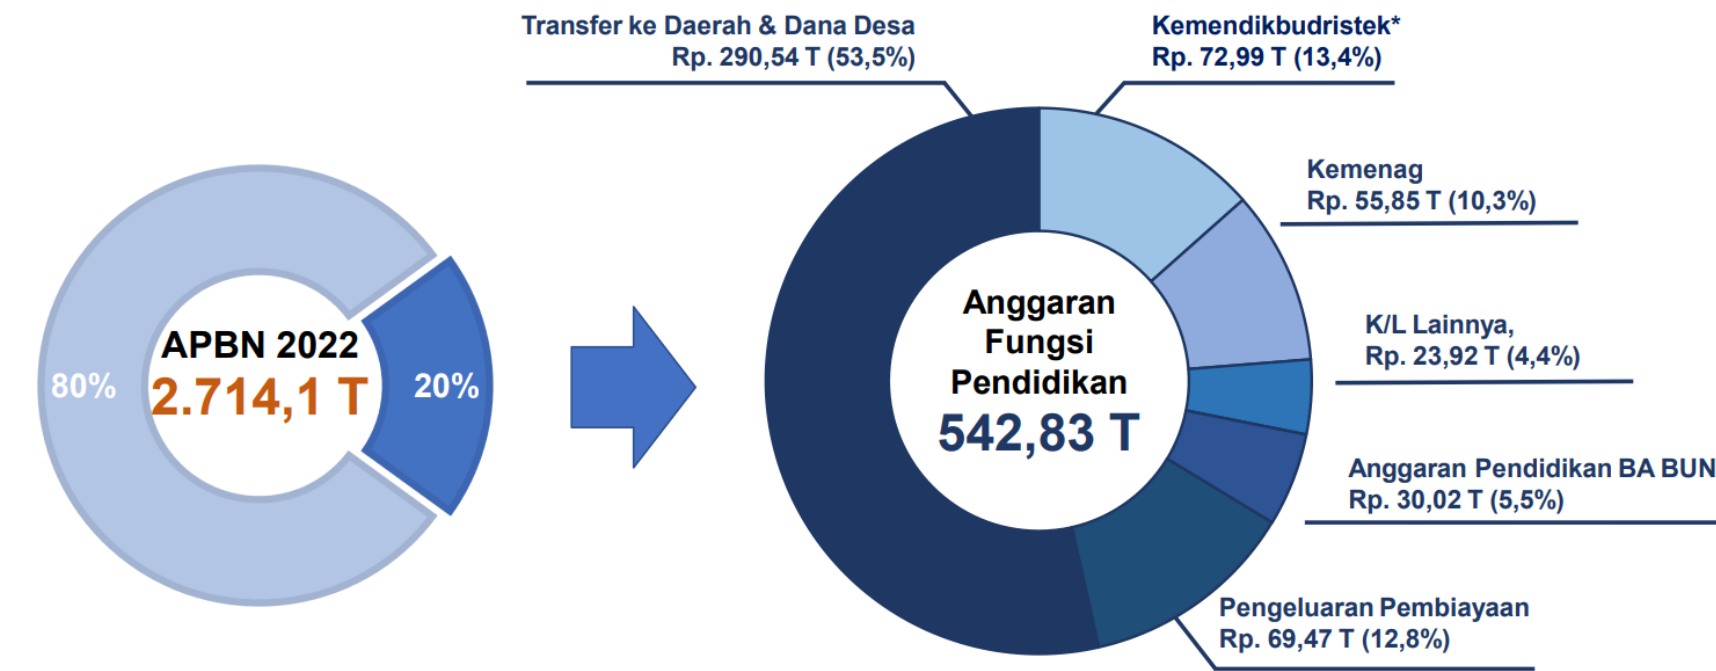 Transfer ke Daerah & Dana Desa
Rp. 290,54 T (53,5%)
Kemendikbudristek*
Rp. 72,99 T (13,4%)
Kemenag
Rp. 55,85 T (10,3%)
K/L Lainnya,
Rp. 23,92 T (4,4%)
Anggaran Pendidikan BA BUN
Rp. 30,02 T (5,5%)
Pengeluaran Pembiayaan
Rp. 69,47 T (12,8%)
Anggaran
Fungsi
Pendidikan
542,83 T
APBN 2022
2.714,1 T
80%
20%